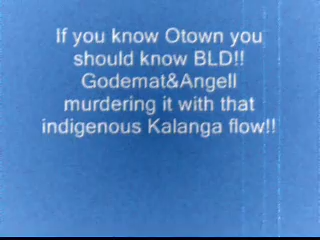 If you know Otown you
should know BLD!!
Godemat&Angell
murdering it with that
indigenous Kalanga flow!!